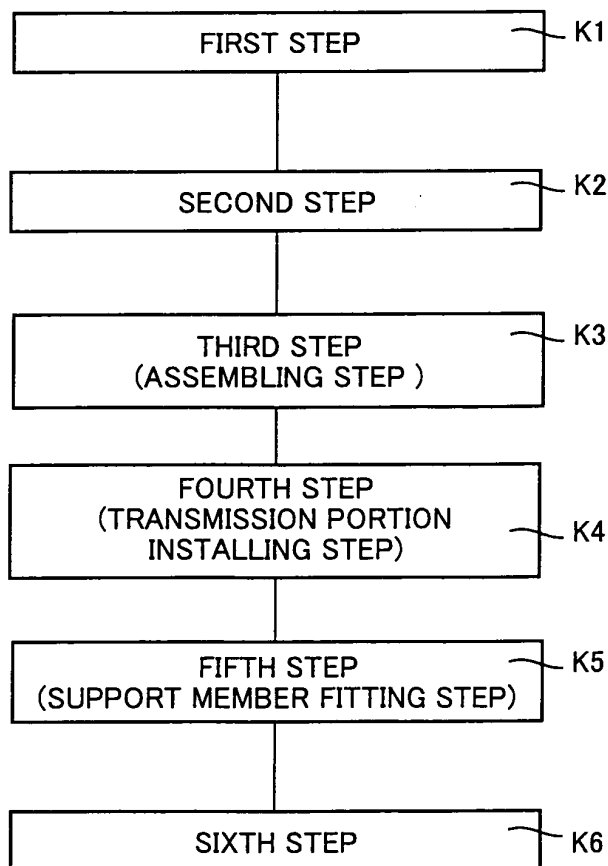 FIRST STEP
K1
SECOND STEP
K2
THIRD STEP
(ASSEMBLING STEP )
K3
FOURTH STEP
(TRANSMISSION PORTION
INSTALLING STEP)
K4
FIFTH STEP
(SUPPORT MEMBER FITTING STEP)
K5
SIXTH STEP
K6